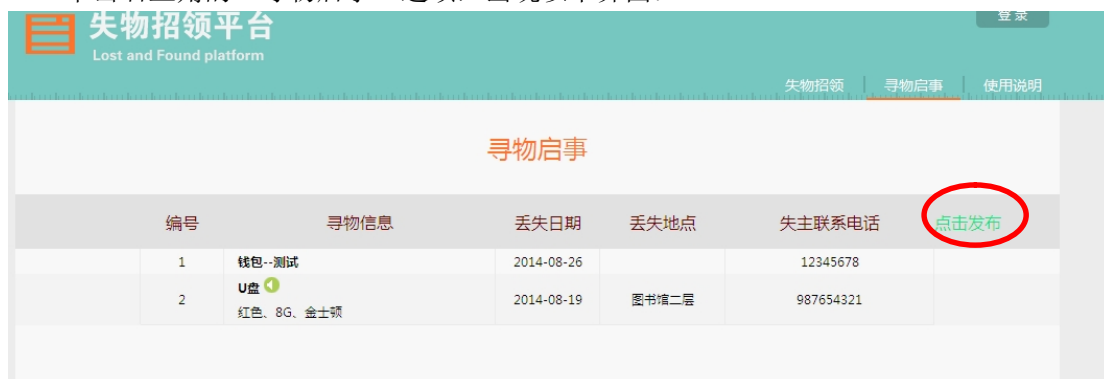 失物招领平台
登录
Lost and Found platform
失物招领 寻物启事 使用说明
寻物启事
编号 寻物信息 丢失日期 丢失地点 失主联系电话 点击发布
1 钱包--测试 2014-08-26 12345678
U盘
2 2014-08-19 图书馆二层 987654321
红色、8G、金士顿